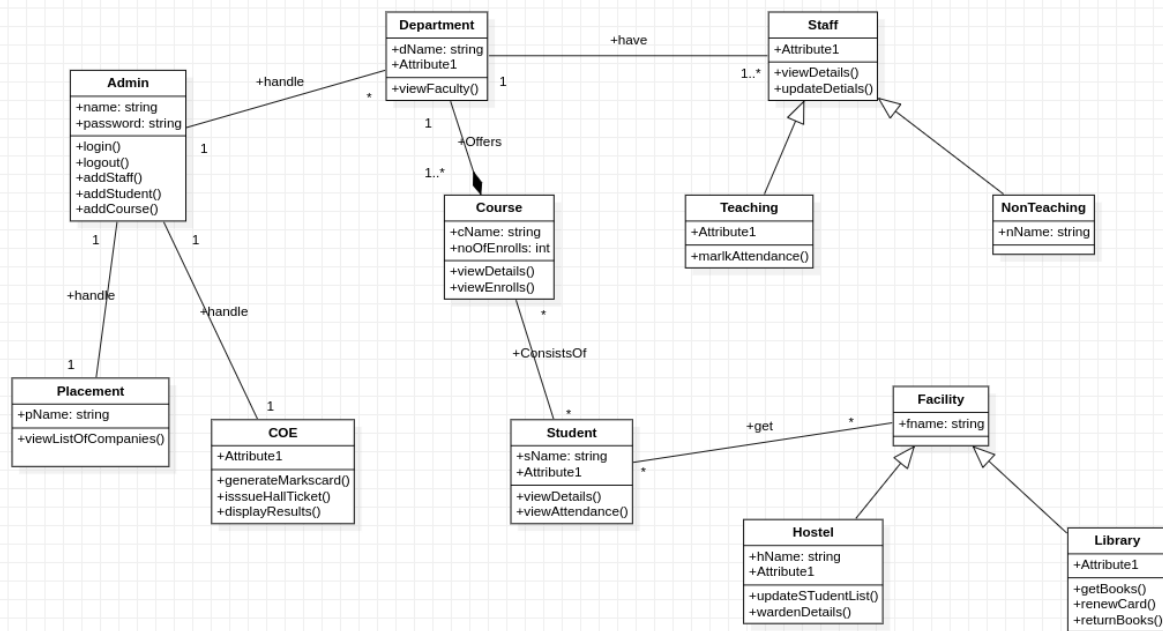 Department
+dName: string
+Attribute1
+viewFaculty()
Staff
+Attribute1
+viewDetails()
+updateDetials()
+have
1
1..*
Admin
+name: string
+password: string
+login()
+logout()
+addStaff()
+addStudent()
+addCourse()
+handle
*
1
1
+Offers
1..*
Course
+cName: string
+noOfEnrolls: int
+viewDetails()
+viewEnrolls()
Teaching
+Attribute1
+marlkAttendance()
NonTeaching
+nName: string
1
+handle
1
1
+handle
1
*
+ConsistsOf
*
Placement
+pName: string
+viewListOfCompanies()
COE
+Attribute1
+generateMarkscard()
+isssueHallTicket()
+displayResults()
Student
+sName: string
+Attribute1
+viewDetails()
+viewAttendance()
*
+get
*
Facility
+fname: string
Hostel
+hName: string
+Attribute1
+updateSTudentList()
+wardenDetails()
Library
+Attribute1
+getBooks()
+renewCard()
+returnBooks()